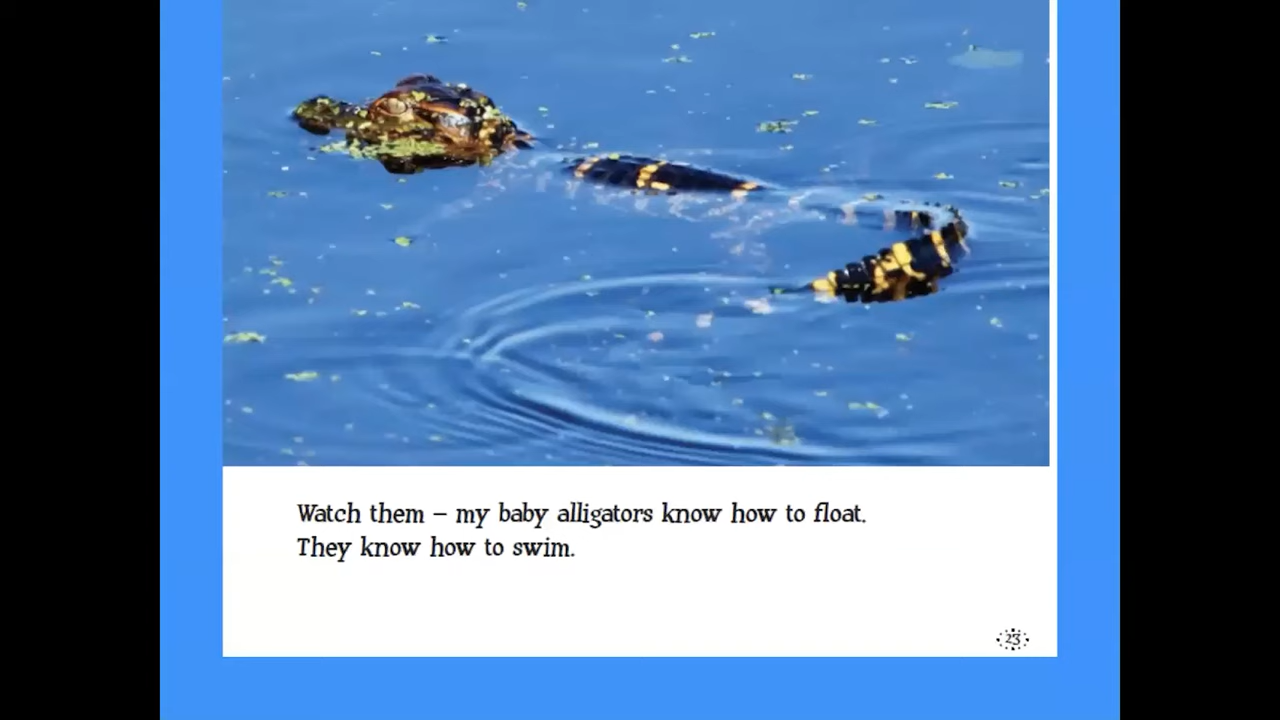 Watch them – my baby alligators know how to float.
They know how to swim.
23